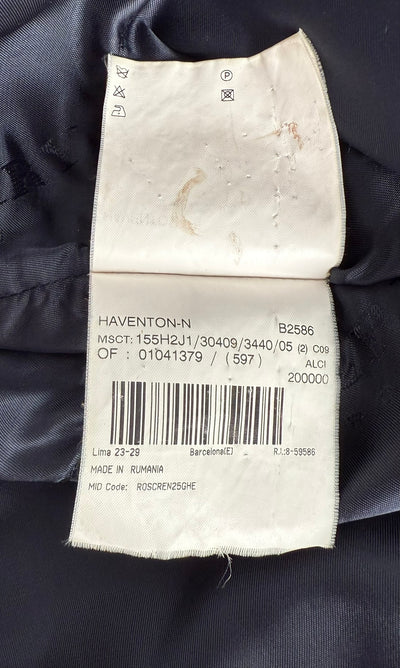 P
HAVENTON-N
B2586
MSCT: 155H2J1/30409/3440/05 (2) C09
OF : 01041379 / (597) ALCI
200000
Lima 23-29 Barcelona(E) R.I.:8-59586
MADE IN RUMANIA
MID Code: ROSCREN25GHE